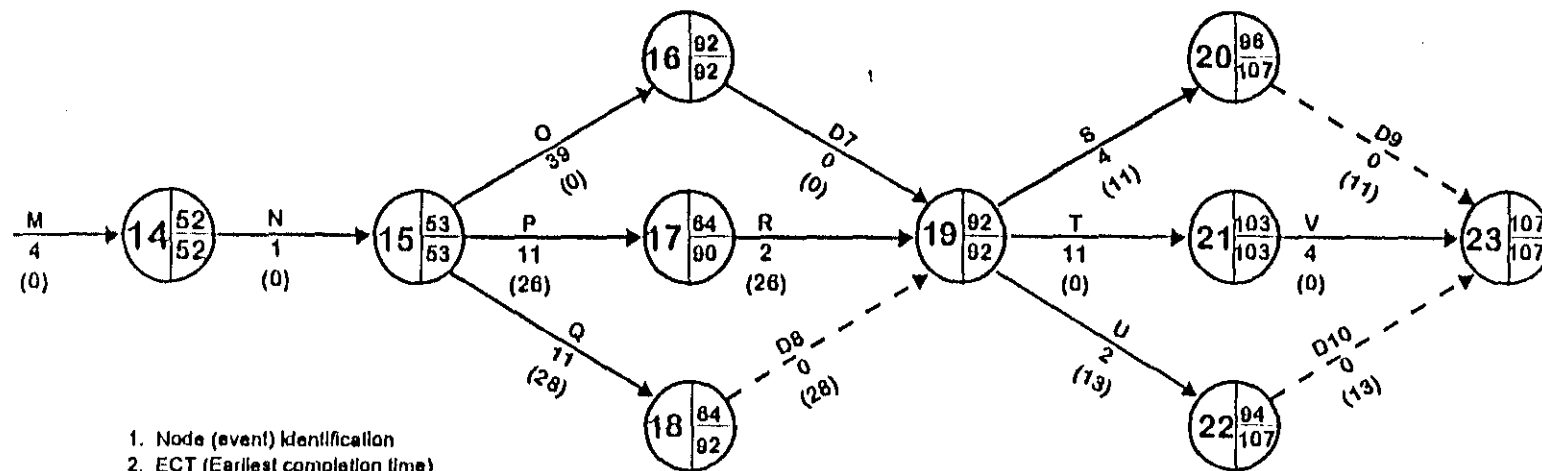 16 92 92
20 96 107
O 39 (0)
D7 0 (0)
S 4 (11)
D9 0 (11)
M 4 (0)
14 52 52
N 1 (0)
15 53 53
P 11 (26)
17 64 90
R 2 (26)
19 92 92
T 11 (0)
21 103 103
V 4 (0)
23 107 107
Q 11 (28)
D8 0 (28)
U 2 (13)
D10 0 (13)
18 64 92
22 94 107
1. Node (event) Identification
2. ECT (Earliest completion time)